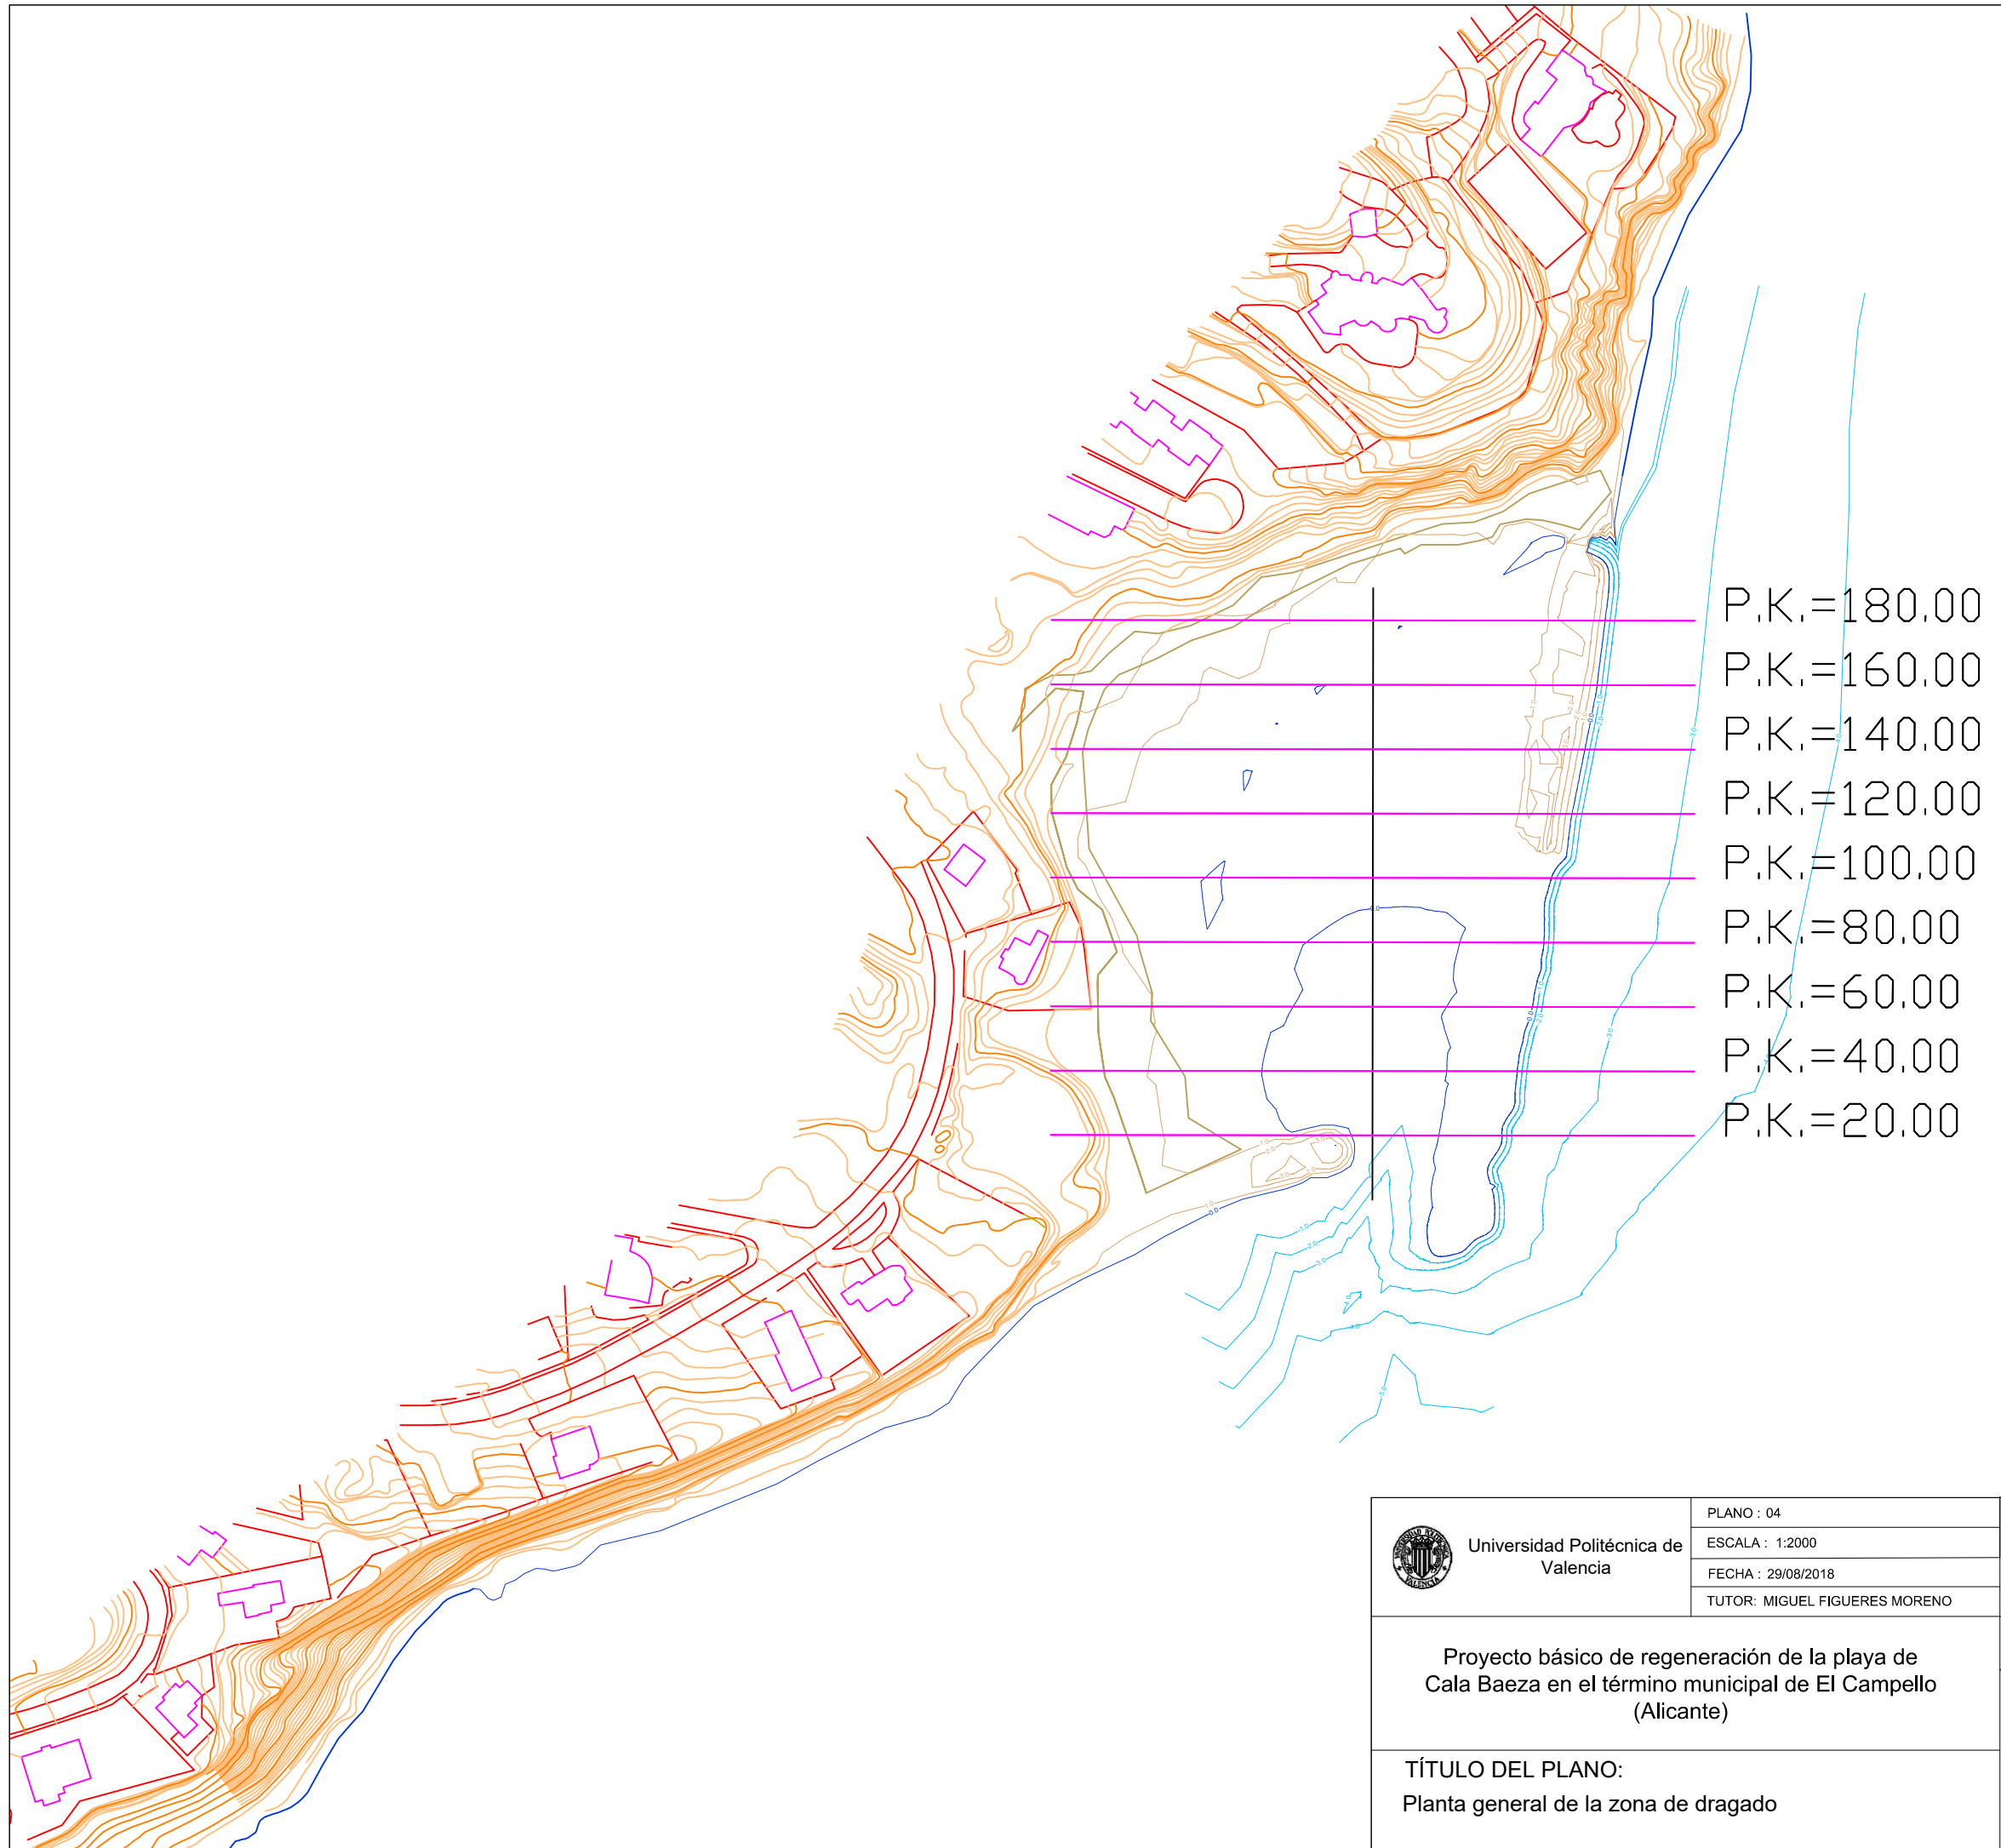 P.K.=180.00
P.K.=160.00
P.K.=140.00
P.K.=120.00
P.K.=100.00
P.K.=80.00
P.K.=60.00
P.K.=40.00
P.K.=20.00
Universidad Politécnica de
Valencia
PLANO : 04
ESCALA : 1:2000
FECHA : 29/08/2018
TUTOR: MIGUEL FIGUERES MORENO
Proyecto básico de regeneración de la playa de
Cala Baeza en el término municipal de El Campello
(Alicante)
TÍTULO DEL PLANO:
Planta general de la zona de dragado